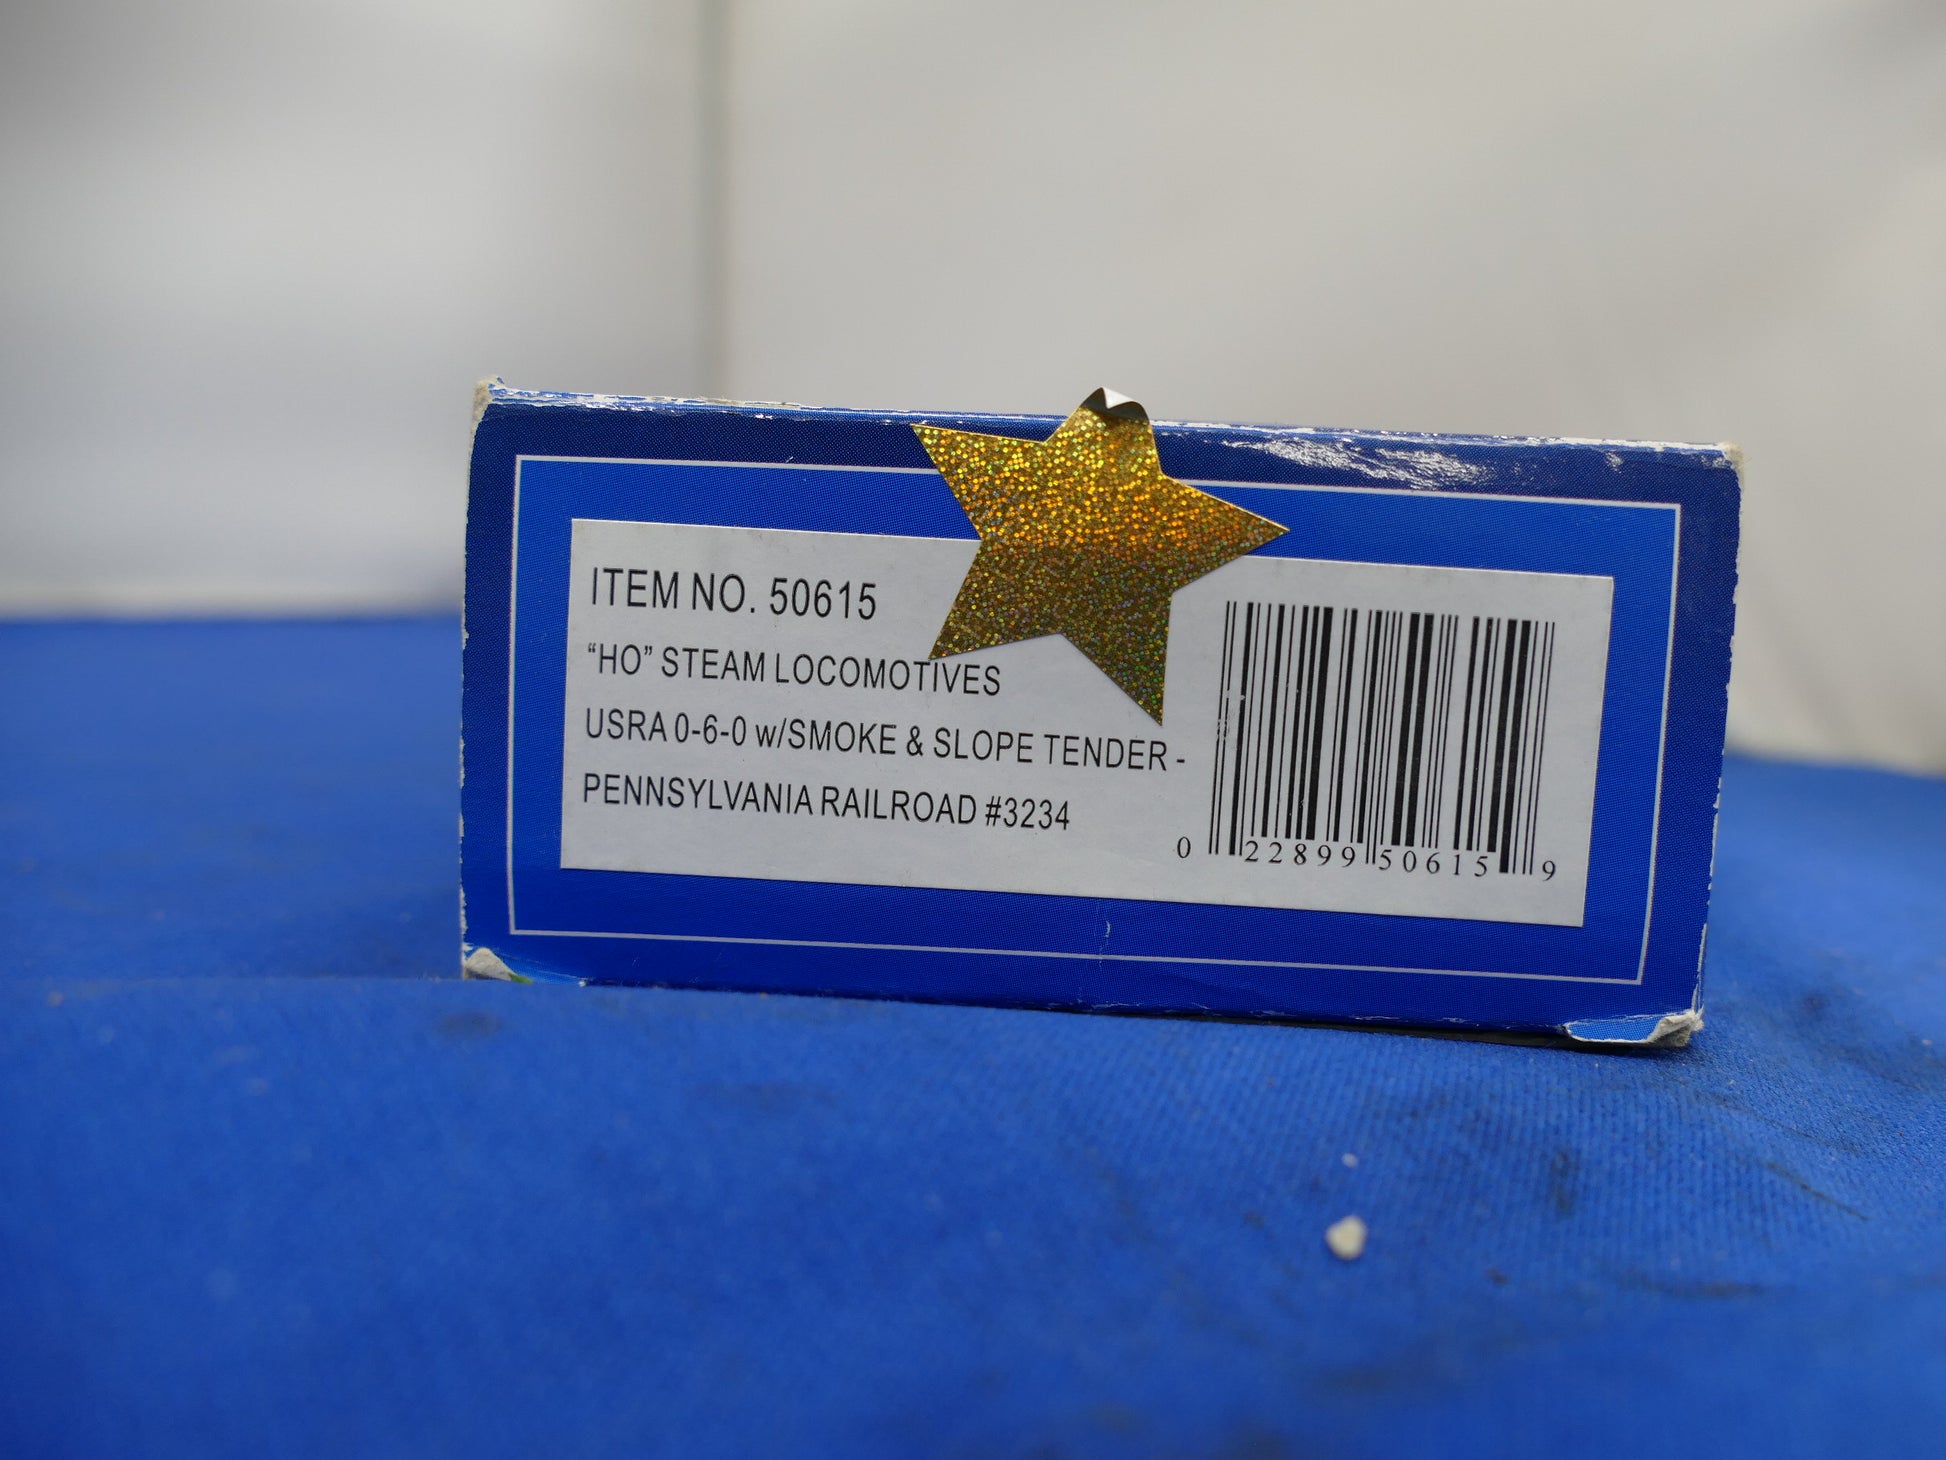 ITEM NO. 50615
“HO” STEAM LOCOMOTIVES
USRA 0-6-0 w/SMOKE & SLOPE TENDER -
PENNSYLVANIA RAILROAD #3234
0 22899 50615 9